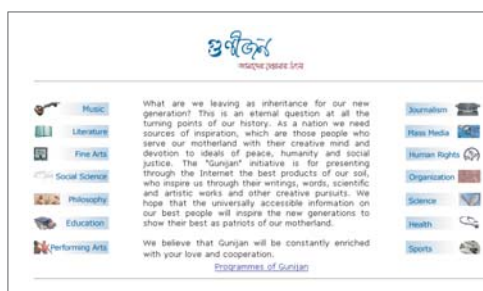 গুণীজন
আমাদের প্রেরণার উৎস
Music
Literature
Fine Arts
Social Science
Philosophy
Education
Performing Arts
What are we leaving as inheritance for our new
generation? This is an eternal question at all the
turning points of our history. As a nation we need
sources of inspiration, which are those people who
serve our motherland with their creative mind and
devotion to ideals of peace, humanity and social
justice. The "Gunijan" initiative is for presenting
through the Internet the best products of our soil,
who inspire us through their writings, words, scientific
and artistic works and other creative pursuits. We
hope that the universally accessible information on
our best people will inspire the new generations to
show their best as patriots of our motherland.
We believe that Gunijan will be constantly enriched
with your love and cooperation.
Programmes of Gunijan
Journalism
Mass Media
Human Rights
Organization
Science
Health
Sports